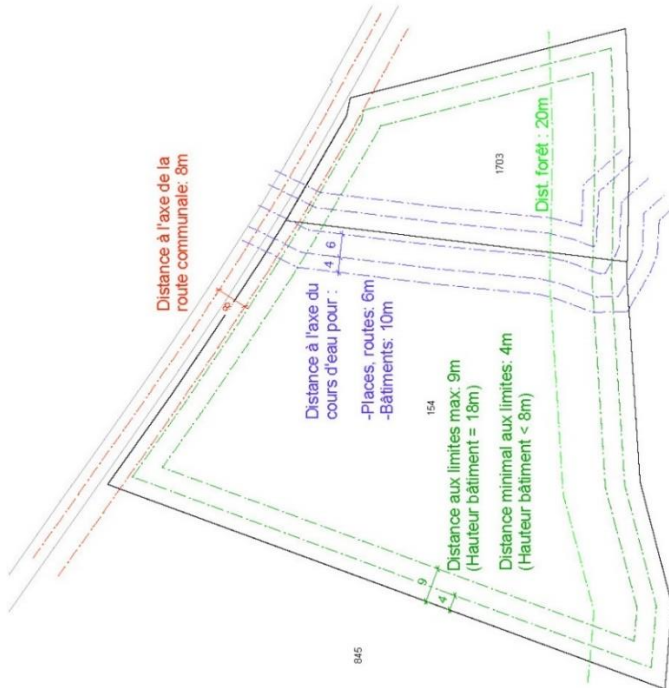 Distance à l'axe de la
route communale: 8m
8
1703
Dist. forêt : 20m
4 6
Distance à l'axe du
cours d'eau pour :
-Places, routes: 6m
-Bâtiments: 10m
154
Distance aux limites max: 9m
(Hauteur bâtiment = 18m)
Distance minimal aux limites: 4m
(Hauteur bâtiment < 8m)
9
4
845